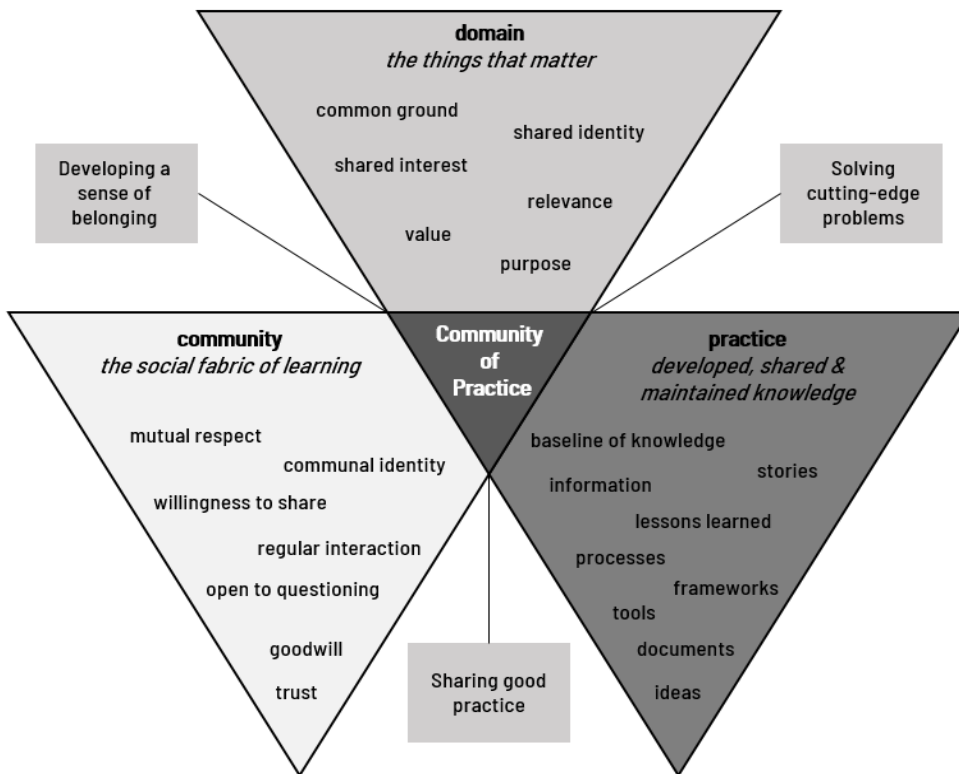 domain
the things that matter
common ground
shared identity
shared interest
relevance
value
purpose
Developing a
sense of
belonging
Solving
cutting-edge
problems
Community
of
Practice
community
the social fabric of learning
mutual respect
communal identity
willingness to share
regular interaction
open to questioning
goodwill
trust
practice
developed, shared &
maintained knowledge
baseline of knowledge
stories
information
lessons learned
processes
frameworks
tools
documents
ideas
Sharing good
practice